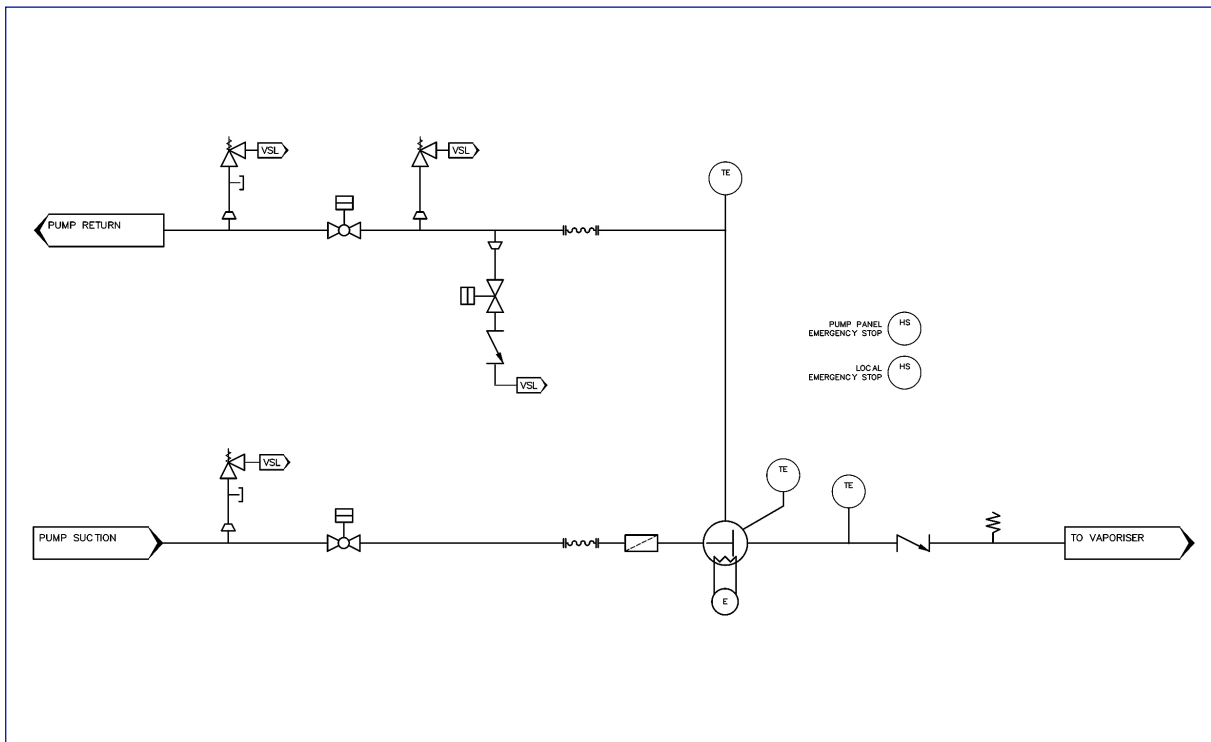 VSL
VSL
TE
PUMP RETURN
PUMP PANEL
EMERGENCY STOP
HS
LOCAL
EMERGENCY STOP
HS
VSL
VSL
TE
TE
PUMP SUCTION
TO VAPORISER
E